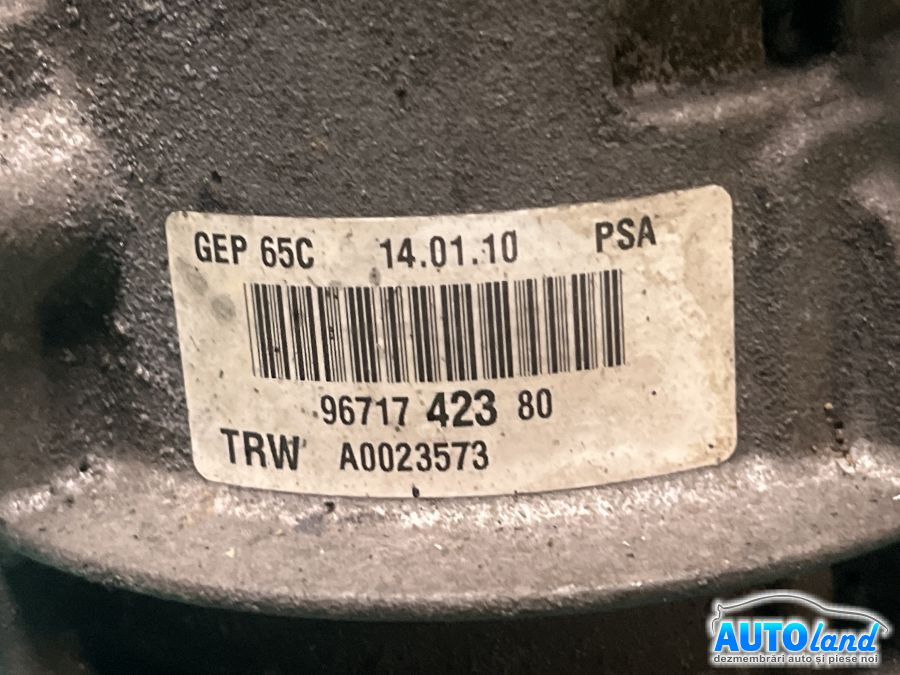 GEP 65C 14.01.10 PSA
96717 423 80
TRW A0023573
AUTOland
dezmembrări auto și piese noi